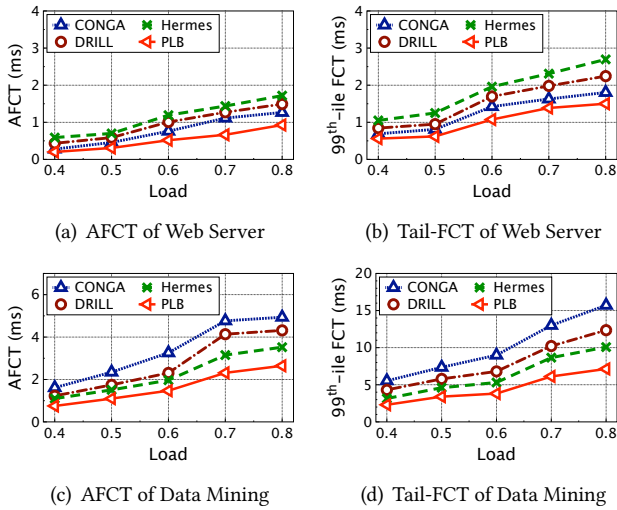 4
3
2
1
0
AFCT (ms)
CONGA
Hermes
DRILL
PLB
0.4 0.5 0.6 0.7 0.8
Load
(a) AFCT of Web Server
4
3
2
1
0
99th-ile FCT (ms)
CONGA
Hermes
DRILL
PLB
0.4 0.5 0.6 0.7 0.8
Load
(b) Tail-FCT of Web Server
6
4
2
0
AFCT (ms)
CONGA
Hermes
DRILL
PLB
0.4 0.5 0.6 0.7 0.8
Load
(c) AFCT of Data Mining
20
15
10
5
0
99th-ile FCT (ms)
CONGA
Hermes
DRILL
PLB
0.4 0.5 0.6 0.7 0.8
Load
(d) Tail-FCT of Data Mining